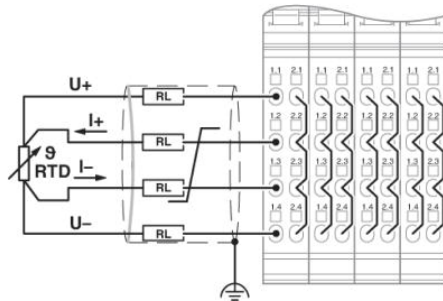 1.1 2.1 1.1 2.1 1.1 2.1 1.1 2.1
U+
RL
I+
1.2 2.2 1.2 2.2 1.2 2.2 1.2 2.2
RL
ϑ
RTD
I–
1.3 2.3 1.3 2.3 1.3 2.3 1.3 2.3
RL
U–
1.4 2.4 1.4 2.4 1.4 2.4 1.4 2.4
RL